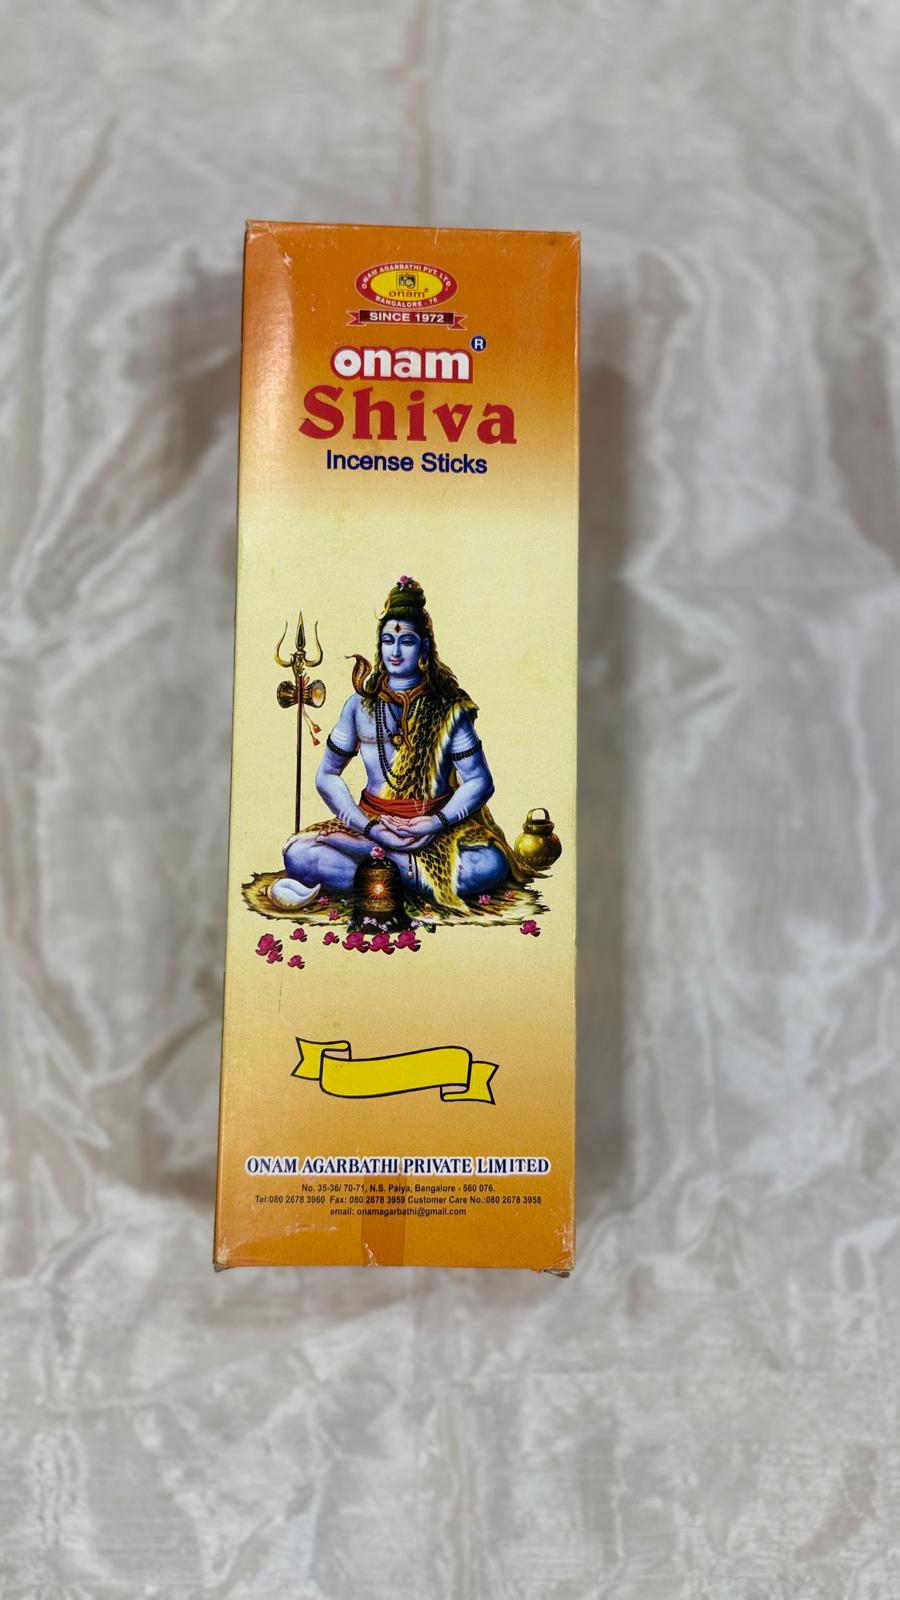 ONAM AGARBATHI PVT. LTD.
onam®
BANGALORE - 76
SINCE 1972
onam®
Shiva
Incense Sticks
ONAM AGARBATHI PRIVATE LIMITED
No. 35-36/ 70-71, N.S. Palya, Bangalore - 560 076.
Tel:080 2678 3960 Fax: 080 2678 3959 Customer Care No.:080 2678 3958
email: onamagarbathi@gmail.com